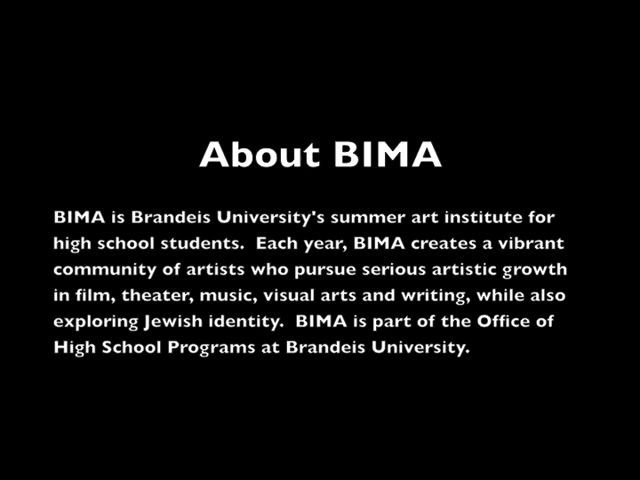 About BIMA
BIMA is Brandeis University's summer art institute for
high school students.  Each year, BIMA creates a vibrant
community of artists who pursue serious artistic growth
in film, theater, music, visual arts and writing, while also
exploring Jewish identity.  BIMA is part of the Office of
High School Programs at Brandeis University.